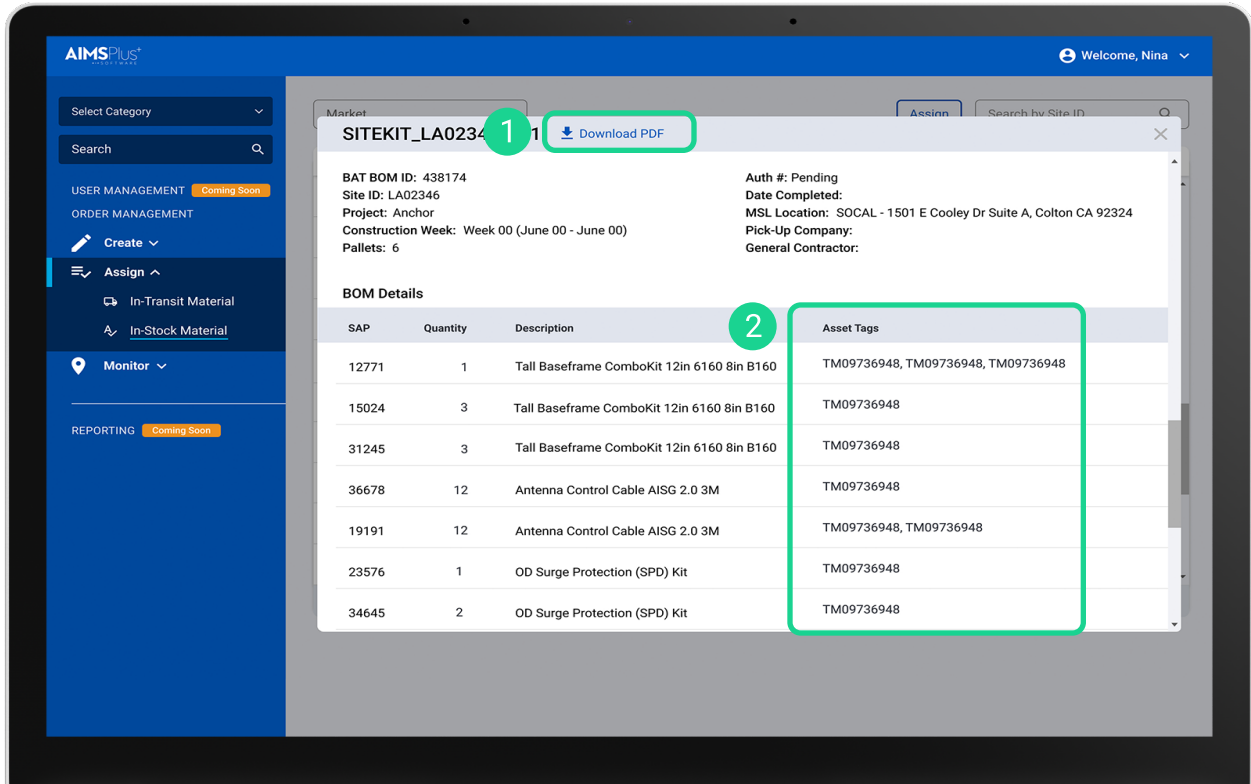 AIMSPlus+
SOFTWARE
Welcome, Nina
Select Category
Search
USER MANAGEMENT Coming Soon
ORDER MANAGEMENT
Create
Assign
In-Transit Material
In-Stock Material
Monitor
REPORTING Coming Soon
Market
Assign
Search by Site ID
SITEKIT_LA0234 1
1
Download PDF
BAT BOM ID: 438174
Site ID: LA02346
Project: Anchor
Construction Week: Week 00 (June 00 - June 00)
Pallets: 6
Auth #: Pending
Date Completed:
MSL Location: SOCAL - 1501 E Cooley Dr Suite A, Colton CA 92324
Pick-Up Company:
General Contractor:
BOM Details
2
SAP Quantity Description Asset Tags
12771 1 Tall Baseframe ComboKit 12in 6160 8in B160 TM09736948, TM09736948, TM09736948
15024 3 Tall Baseframe ComboKit 12in 6160 8in B160 TM09736948
31245 3 Tall Baseframe ComboKit 12in 6160 8in B160 TM09736948
36678 12 Antenna Control Cable AISG 2.0 3M TM09736948
19191 12 Antenna Control Cable AISG 2.0 3M TM09736948, TM09736948
23576 1 OD Surge Protection (SPD) Kit TM09736948
34645 2 OD Surge Protection (SPD) Kit TM09736948